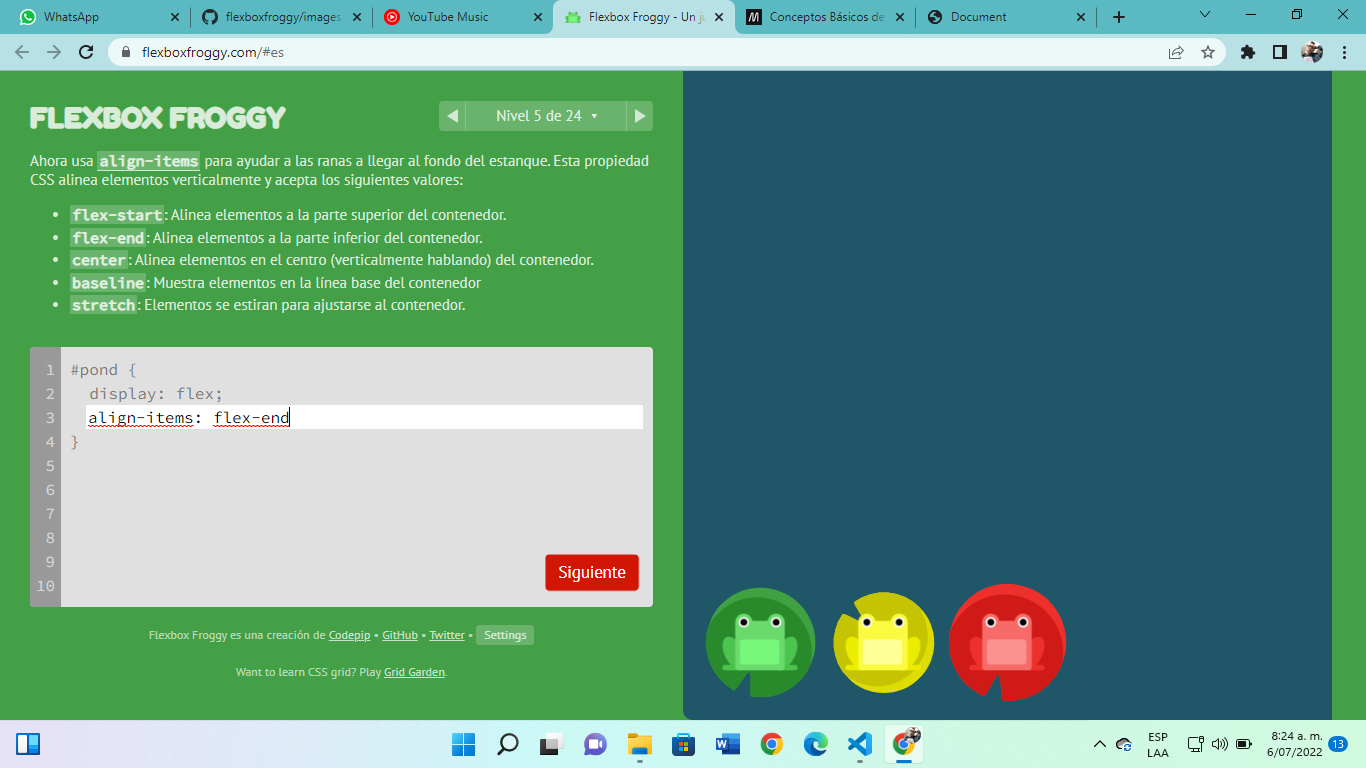 WhatsApp
flexboxfroggy/images
YouTube Music
Flexbox Froggy - Un ju
Conceptos Básicos de
Document
flexboxfroggy.com/#es
FLEXBOX FROGGY
Nivel 5 de 24
Ahora usa align-items para ayudar a las ranas a llegar al fondo del estanque. Esta propiedad
CSS alinea elementos verticalmente y acepta los siguientes valores:
• flex-start: Alinea elementos a la parte superior del contenedor.
• flex-end: Alinea elementos a la parte inferior del contenedor.
• center: Alinea elementos en el centro (verticalmente hablando) del contenedor.
• baseline: Muestra elementos en la línea base del contenedor
• stretch: Elementos se estiran para ajustarse al contenedor.
1 #pond {
2 display: flex;
3 align-items: flex-end
4 }
5
6
7
8
9
10
Siguiente
Flexbox Froggy es una creación de Codepip • GitHub • Twitter • Settings
Want to learn CSS grid? Play Grid Garden.
ESP
LAA
8:24 a. m.
6/07/2022
13